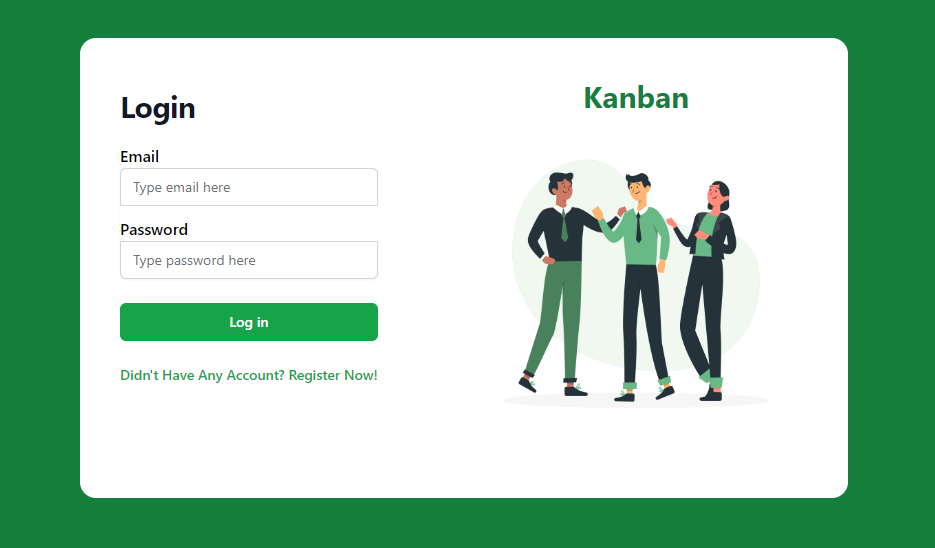 Login
Email
Type email here
Password
Type password here
Log in
Didn't Have Any Account? Register Now!
Kanban